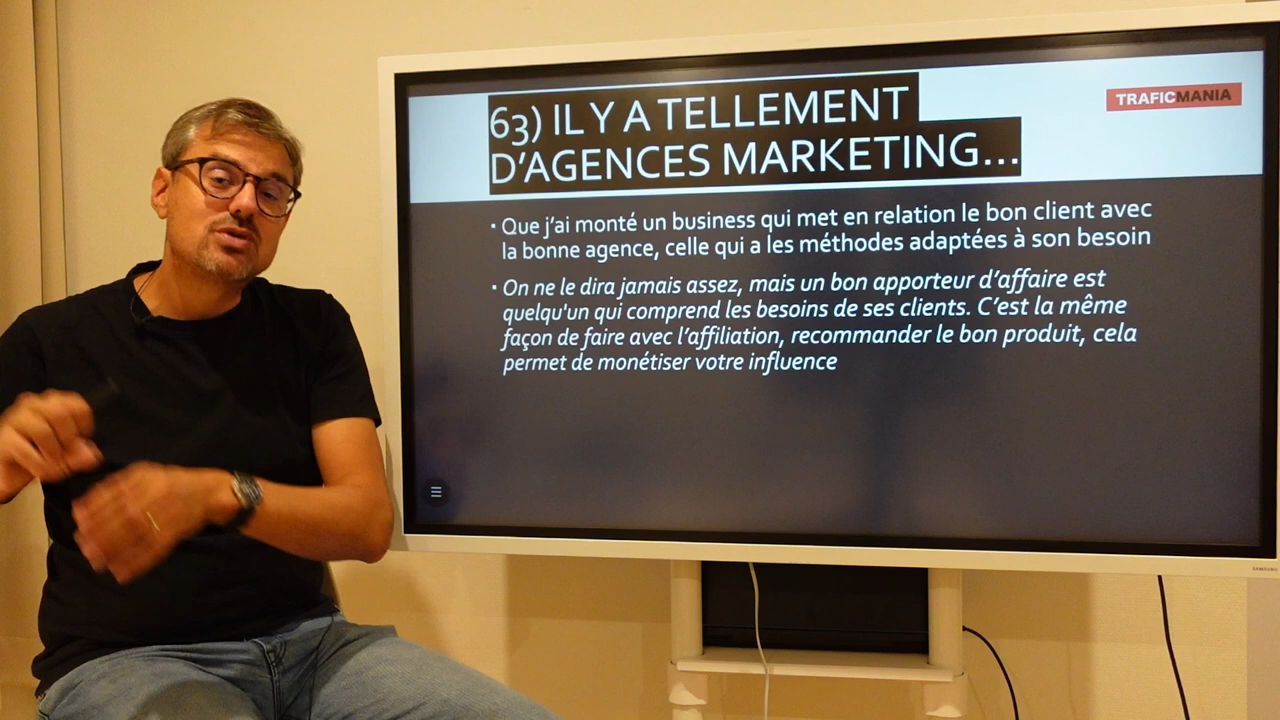 63) IL Y A TELLEMENT
D'AGENCES MARKETING...
TRAFICMANIA
▪ Que j'ai monté un business qui met en relation le bon client avec
la bonne agence, celle qui a les méthodes adaptées à son besoin
▪ On ne le dira jamais assez, mais un bon apporteur d'affaire est
quelqu'un qui comprend les besoins de ses clients. C'est la même
façon de faire avec l'affiliation, recommander le bon produit, cela
permet de monétiser votre influence
SAMSUNG